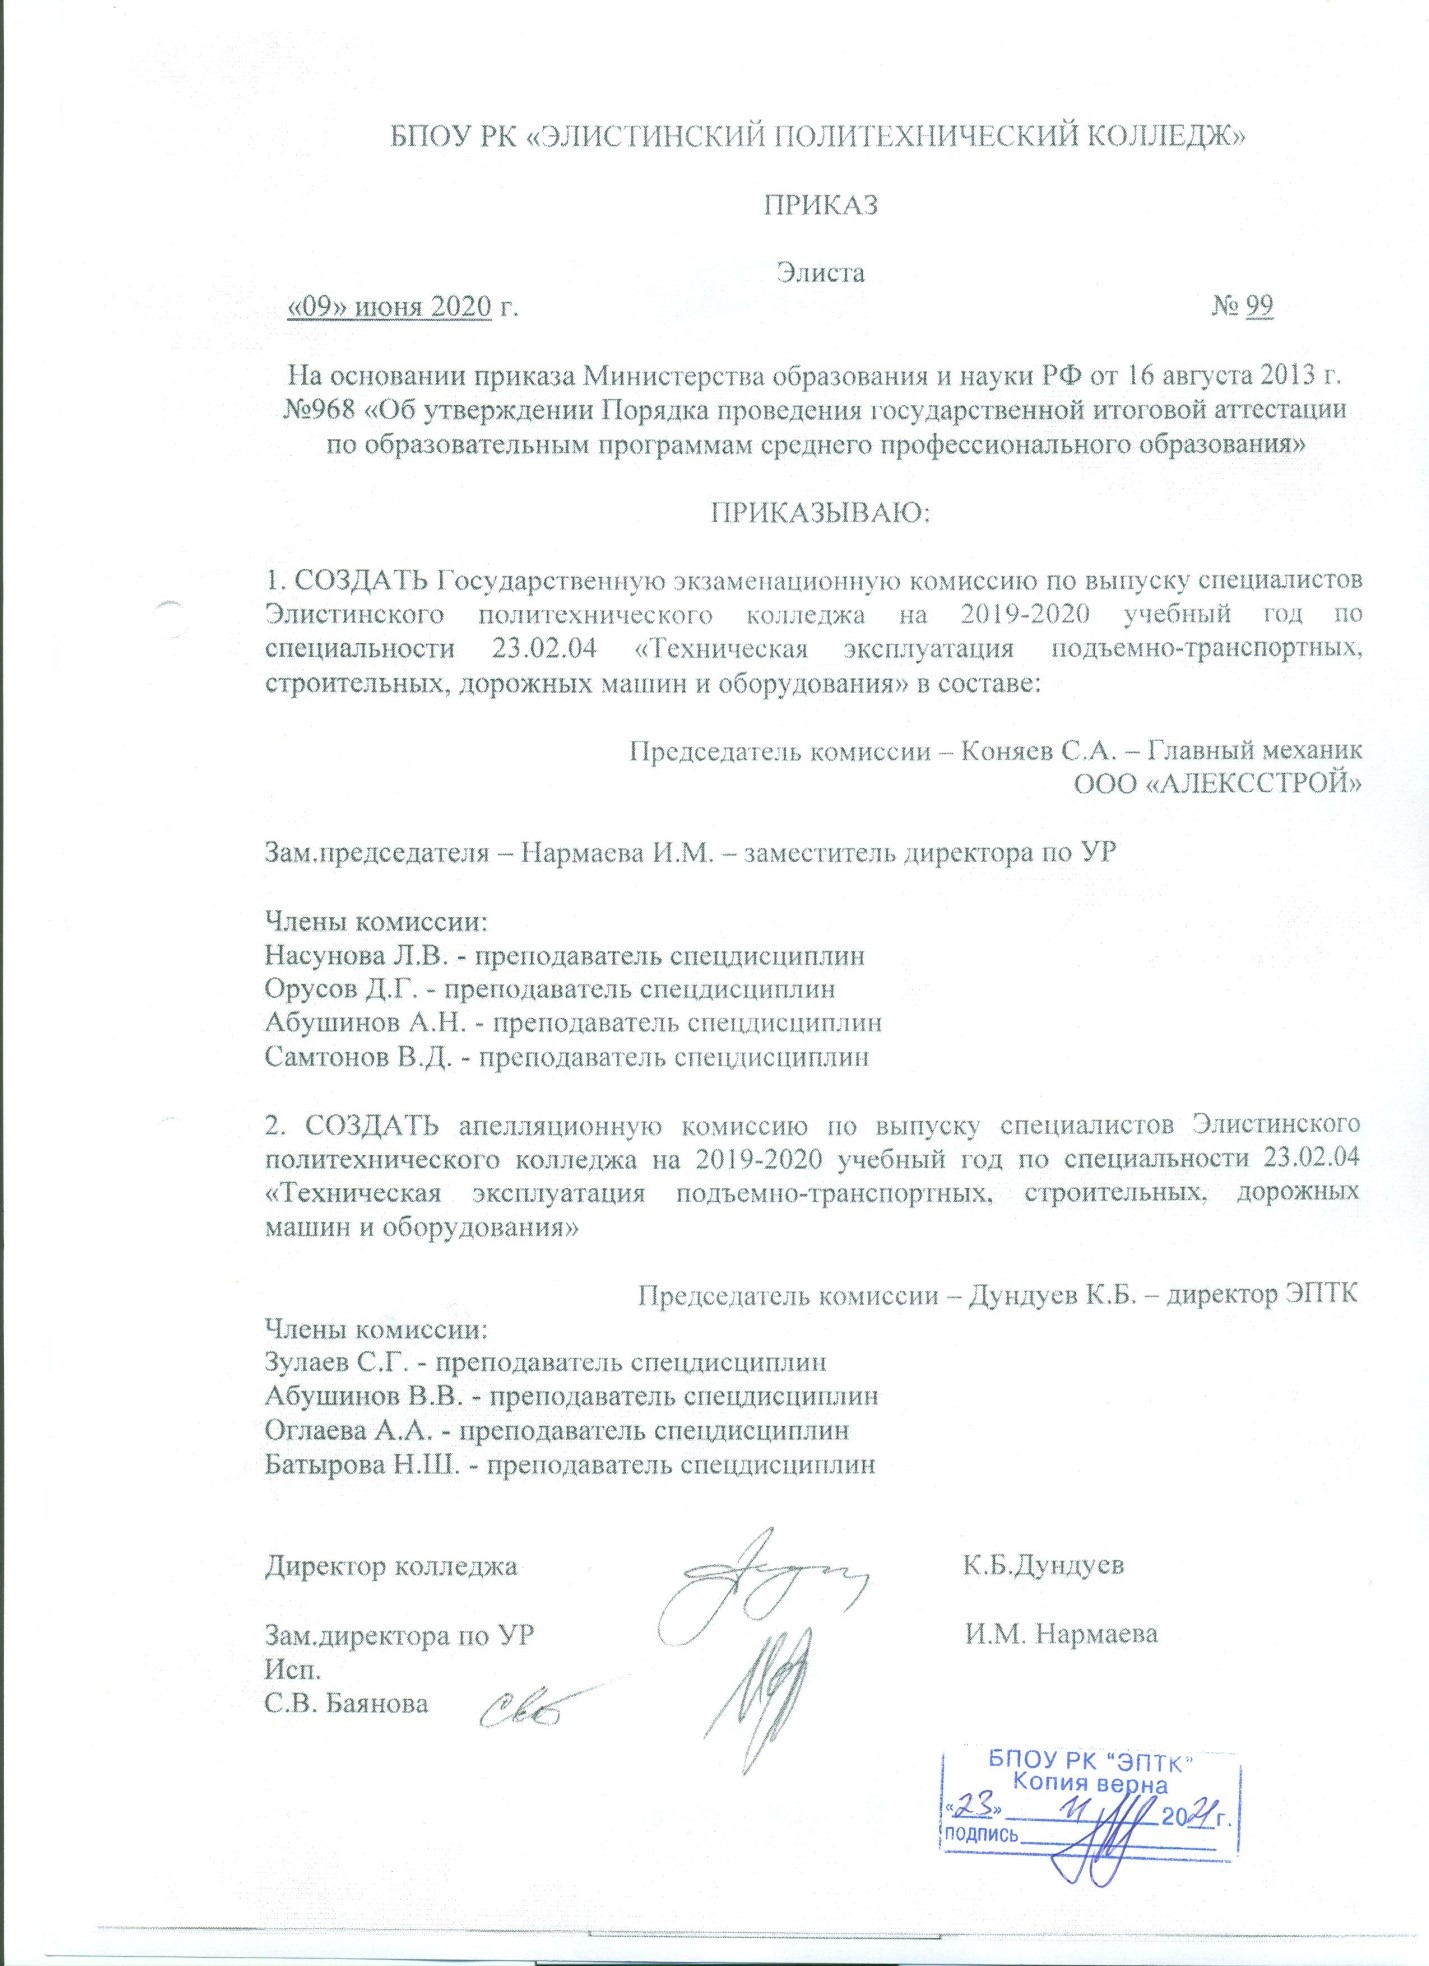 БПОУ РК «ЭЛИСТИНСКИЙ ПОЛИТЕХНИЧЕСКИЙ КОЛЛЕДЖ»
ПРИКАЗ
Элиста
«09» июня 2020 г. № 99
На основании приказа Министерства образования и науки РФ от 16 августа 2013 г.
№968 «Об утверждении Порядка проведения государственной итоговой аттестации
по образовательным программам среднего профессионального образования»
ПРИКАЗЫВАЮ:
1. СОЗДАТЬ Государственную экзаменационную комиссию по выпуску специалистов
Элистинского политехнического колледжа на 2019-2020 учебный год по
специальности 23.02.04 «Техническая эксплуатация подъемно-транспортных,
строительных, дорожных машин и оборудования» в составе:
Председатель комиссии – Коняев С.А. – Главный механик
ООО «АЛЕКССТРОЙ»
Зам.председателя – Нармаева И.М. – заместитель директора по УР
Члены комиссии:
Насунова Л.В. - преподаватель спецдисциплин
Орусов Д.Г. - преподаватель спецдисциплин
Абушинов А.Н. - преподаватель спецдисциплин
Самтонов В.Д. - преподаватель спецдисциплин
2. СОЗДАТЬ апелляционную комиссию по выпуску специалистов Элистинского
политехнического колледжа на 2019-2020 учебный год по специальности 23.02.04
«Техническая эксплуатация подъемно-транспортных, строительных, дорожных
машин и оборудования»
Председатель комиссии – Дундуев К.Б. – директор ЭПТК
Члены комиссии:
Зулаев С.Г. - преподаватель спецдисциплин
Абушинов В.В. - преподаватель спецдисциплин
Оглаева А.А. - преподаватель спецдисциплин
Батырова Н.Ш. - преподаватель спецдисциплин
Директор колледжа К.Б.Дундуев
Зам.директора по УР И.М. Нармаева
Исп.
С.В. Баянова
БПОУ РК "ЭПТК"
Копия верна
«23» 11 2021 г.
подпись